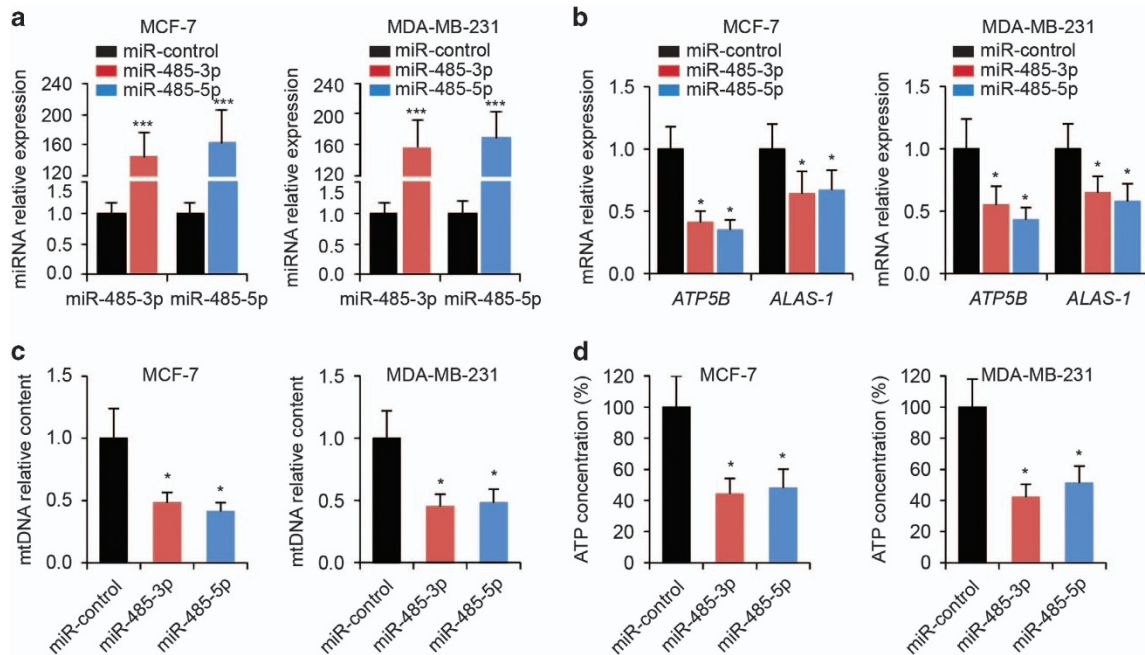 a
MCF-7
miR-control
miR-485-3p
miR-485-5p
miRNA relative expression
240
200
160
120
1.5
1.0
0.5
0.0
***
***
miR-485-3p miR-485-5p
MDA-MB-231
miR-control
miR-485-3p
miR-485-5p
miRNA relative expression
240
200
160
120
1.5
1.0
0.5
0.0
***
***
miR-485-3p miR-485-5p
b
MCF-7
miR-control
miR-485-3p
miR-485-5p
mRNA relative expression
1.5
1.0
0.5
0.0
* * * *
ATP5B ALAS-1
MDA-MB-231
miR-control
miR-485-3p
miR-485-5p
mRNA relative expression
1.5
1.0
0.5
0.0
* * * *
ATP5B ALAS-1
c
MCF-7
mtDNA relative content
1.5
1.0
0.5
0.0
* *
miR-control
miR-485-3p
miR-485-5p
MDA-MB-231
mtDNA relative content
1.5
1.0
0.5
0.0
* *
miR-control
miR-485-3p
miR-485-5p
d
MCF-7
ATP concentration (%)
120
100
80
60
40
20
0
* *
miR-control
miR-485-3p
miR-485-5p
MDA-MB-231
ATP concentration (%)
120
100
80
60
40
20
0
* *
miR-control
miR-485-3p
miR-485-5p